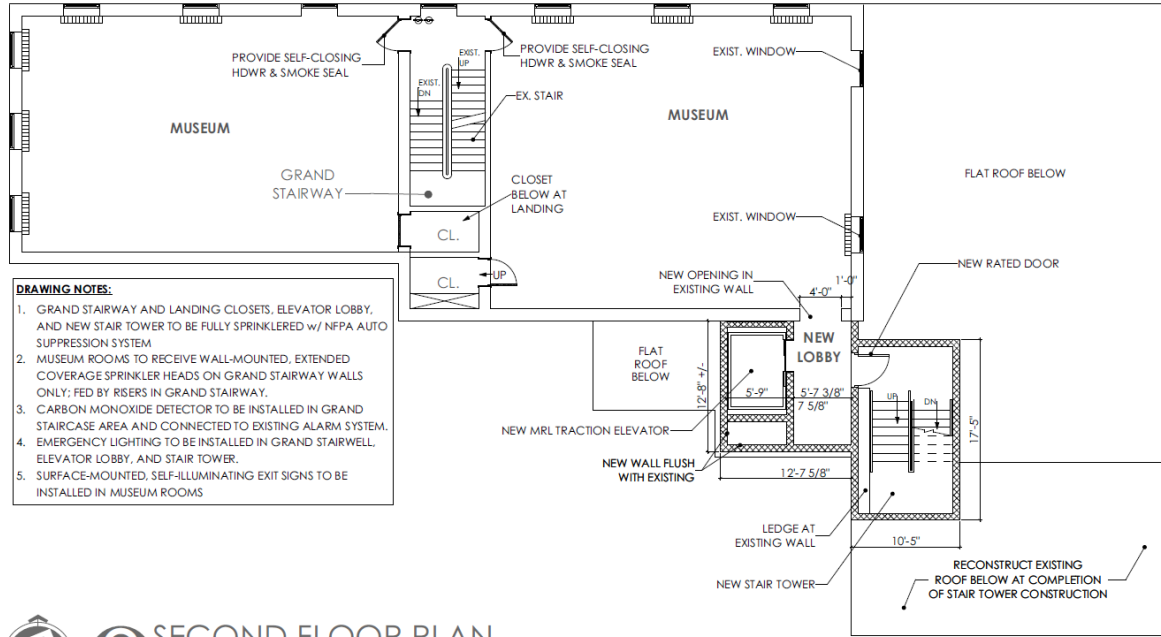 PROVIDE SELF-CLOSING
HDWR & SMOKE SEAL
EXIST.
UP
EXIST.
DN
PROVIDE SELF-CLOSING
HDWR & SMOKE SEAL
EXIST. WINDOW
EX. STAIR
MUSEUM
MUSEUM
GRAND
STAIRWAY
CLOSET
BELOW AT
LANDING
FLAT ROOF BELOW
CL.
EXIST. WINDOW
CL.
UP
NEW OPENING IN
EXISTING WALL
1'-0"
4'-0"
NEW RATED DOOR
DRAWING NOTES:
1. GRAND STAIRWAY AND LANDING CLOSETS, ELEVATOR LOBBY,
AND NEW STAIR TOWER TO BE FULLY SPRINKLERED w/ NFPA AUTO
SUPPRESSION SYSTEM
2. MUSEUM ROOMS TO RECEIVE WALL-MOUNTED, EXTENDED
COVERAGE SPRINKLER HEADS ON GRAND STAIRWAY WALLS
ONLY; FED BY RISERS IN GRAND STAIRWAY.
3. CARBON MONOXIDE DETECTOR TO BE INSTALLED IN GRAND
STAIRCASE AREA AND CONNECTED TO EXISTING ALARM SYSTEM.
4. EMERGENCY LIGHTING TO BE INSTALLED IN GRAND STAIRWELL,
ELEVATOR LOBBY, AND STAIR TOWER.
5. SURFACE-MOUNTED, SELF-ILLUMINATING EXIT SIGNS TO BE
INSTALLED IN MUSEUM ROOMS
FLAT
ROOF
BELOW
12'-8" +/-
NEW
LOBBY
5'-9"
5'-7 3/8"
7 5/8"
UP
DN
17'-5"
NEW MRL TRACTION ELEVATOR
NEW WALL FLUSH
WITH EXISTING
12'-7 5/8"
LEDGE AT
EXISTING WALL
10'-5"
NEW STAIR TOWER
RECONSTRUCT EXISTING
ROOF BELOW AT COMPLETION
OF STAIR TOWER CONSTRUCTION
SECOND FLOOR PLAN